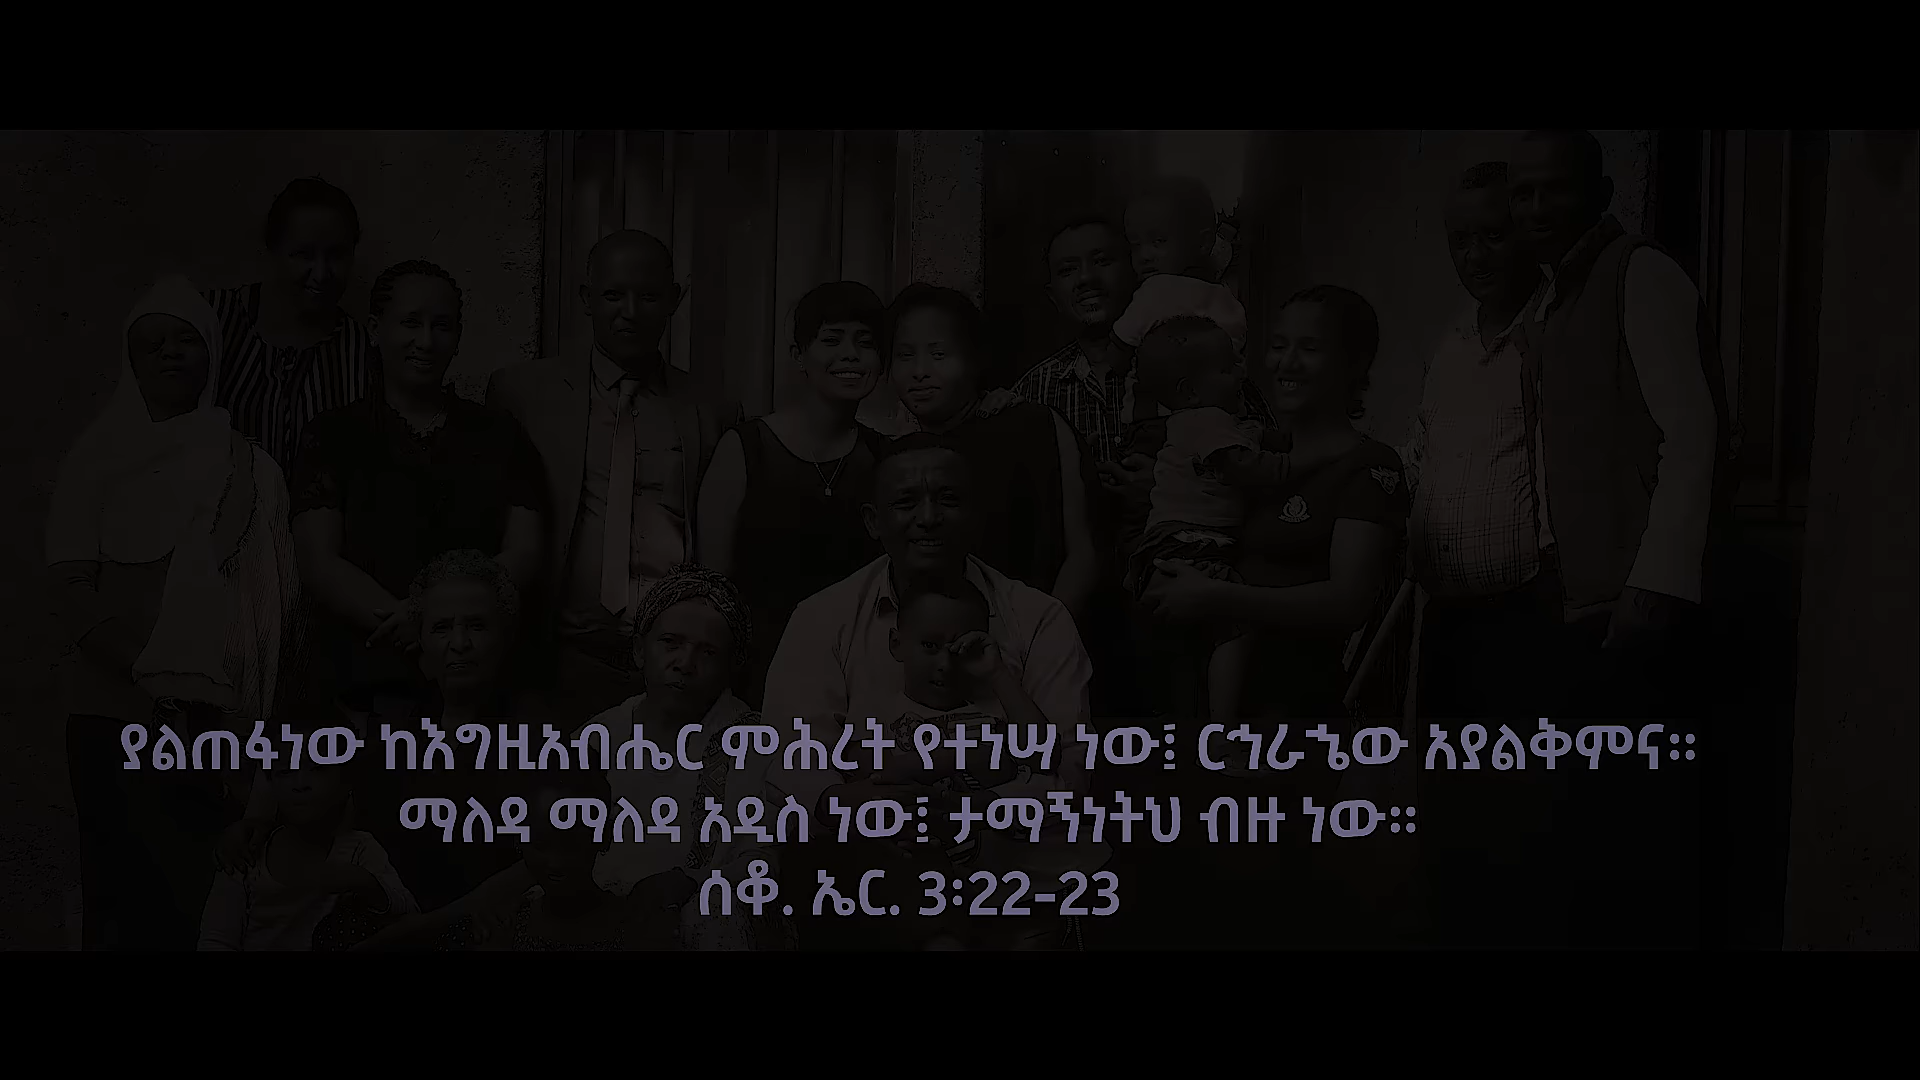 ያልጠፋነው ከእግዚአብሔር ምሕረት የተነሣ ነው፤ ርኅራኄው አያልቅምና።
ማለዳ ማለዳ አዲስ ነው፤ ታማኝነትህ ብዙ ነው።
ሰቆ. ኤር. 3፡22-23